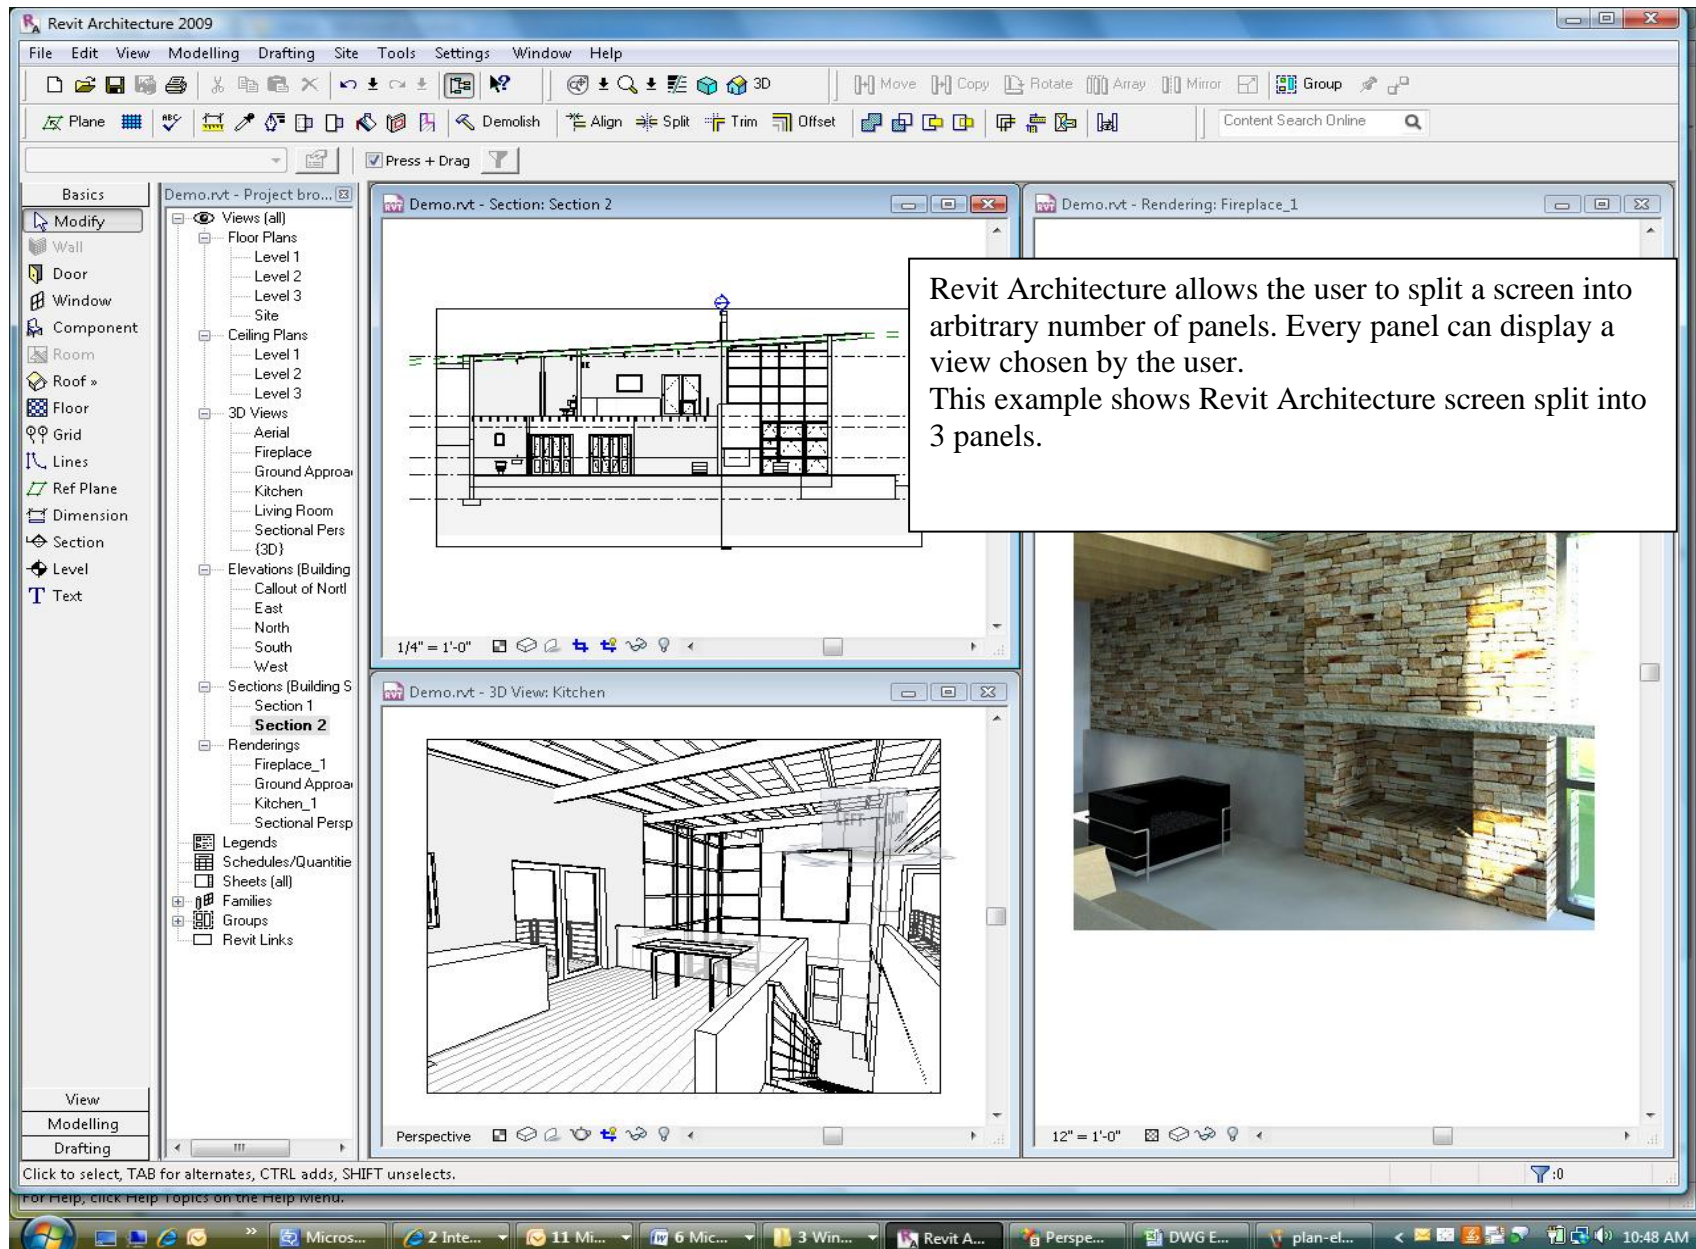 Revit Architecture 2009
File Edit View Modelling Drafting Site Tools Settings Window Help
3D Move Copy Rotate Array Mirror Group
Plane ABC Demolish Align Split Trim Offset Content Search Online
Press + Drag
Basics
Modify
Wall
Door
Window
Component
Room
Roof »
Floor
Grid
Lines
Ref Plane
Dimension
Section
Level
Text
View
Modelling
Drafting
Demo.rvt - Project bro...
Views (all)
Floor Plans
Level 1
Level 2
Level 3
Site
Ceiling Plans
Level 1
Level 2
Level 3
3D Views
Aerial
Fireplace
Ground Approa
Kitchen
Living Room
Sectional Pers
{3D}
Elevations (Building
Callout of Nortl
East
North
South
West
Sections (Building S
Section 1
Section 2
Renderings
Fireplace_1
Ground Approa
Kitchen_1
Sectional Persp
Legends
Schedules/Quantitie
Sheets (all)
Families
Groups
Revit Links
Demo.rvt - Section: Section 2
1/4" = 1'-0"
Demo.rvt - 3D View: Kitchen
LEFT FRONT
Perspective
Demo.rvt - Rendering: Fireplace_1
Revit Architecture allows the user to split a screen into
arbitrary number of panels. Every panel can display a
view chosen by the user.
This example shows Revit Architecture screen split into
3 panels.
12" = 1'-0"
Click to select, TAB for alternates, CTRL adds, SHIFT unselects.
:0
For Help, click Help Topics on the Help Menu.
» Micros... 2 Inte... 11 Mi... 6 Mic... 3 Win... Revit A... Perspe... DWG E... plan-el... < 10:48 AM